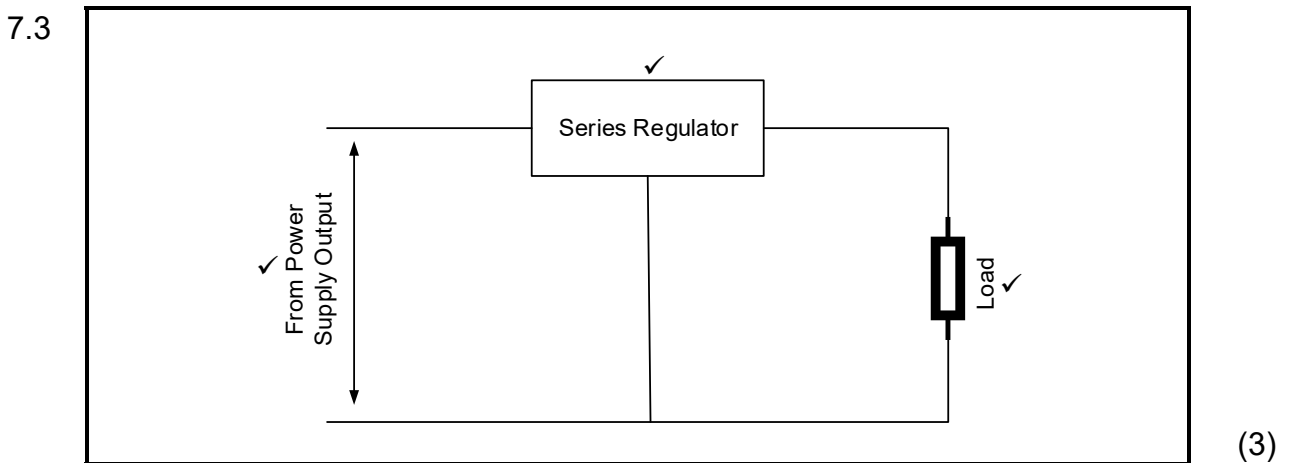 7.3
✓
Series Regulator
✓ From Power
Supply Output
Load ✓
(3)